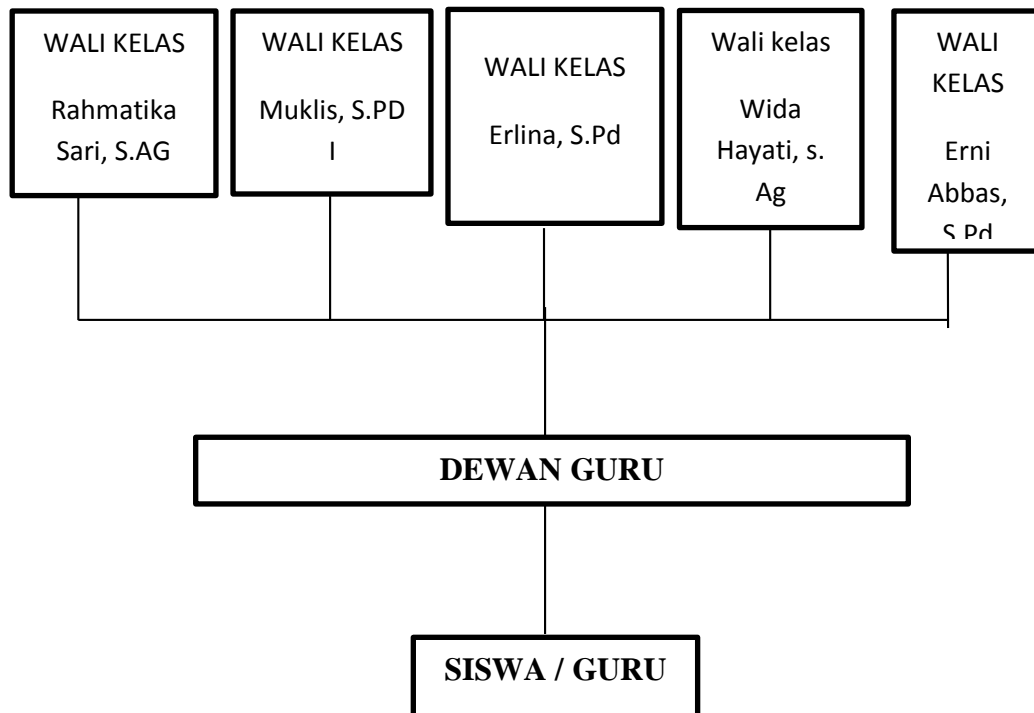 WALI KELAS
Rahmatika
Sari, S.AG
WALI KELAS
Muklis, S.PD
I
WALI KELAS
Erlina, S.Pd
Wali kelas
Wida
Hayati, s.
Ag
WALI
KELAS
Erni
Abbas,
S.Pd
DEWAN GURU
SISWA / GURU